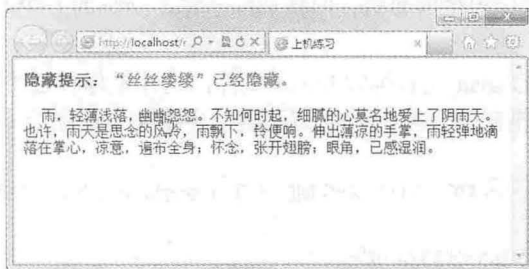 http://localhost/r
上机练习
隐藏提示：“丝丝缕缕”已经隐藏。
雨，轻薄浅落，幽幽怨怨。不知何时起，细腻的心莫名地爱上了阴雨天。
也许，雨天是思念的风冷，雨飘下，铃便响。伸出薄凉的手掌，雨轻弹地滴
落在掌心，凉意，遍布全身；怀念，张开翅膀；眼角，已感湿润。